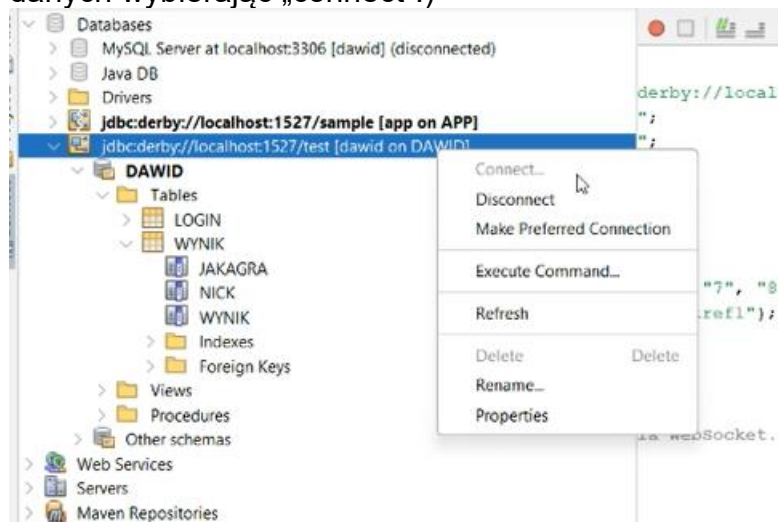 danych wybierając „connect”.)
Databases
MySQL Server at localhost:3306 [dawid] (disconnected)
Java DB
Drivers
jdbc:derby://localhost:1527/sample [app on APP]
jdbc:derby://localhost:1527/test [dawid on DAWID]
DAWID
Tables
LOGIN
WYNIK
JAKAGRA
NICK
WYNIK
Indexes
Foreign Keys
Views
Procedures
Other schemas
Web Services
Servers
Maven Repositories
Connect...
Disconnect
Make Preferred Connection
Execute Command...
Refresh
Delete Delete
Rename...
Properties
derby://local
";
";
"7", "8
ref1"};
WebSocket.